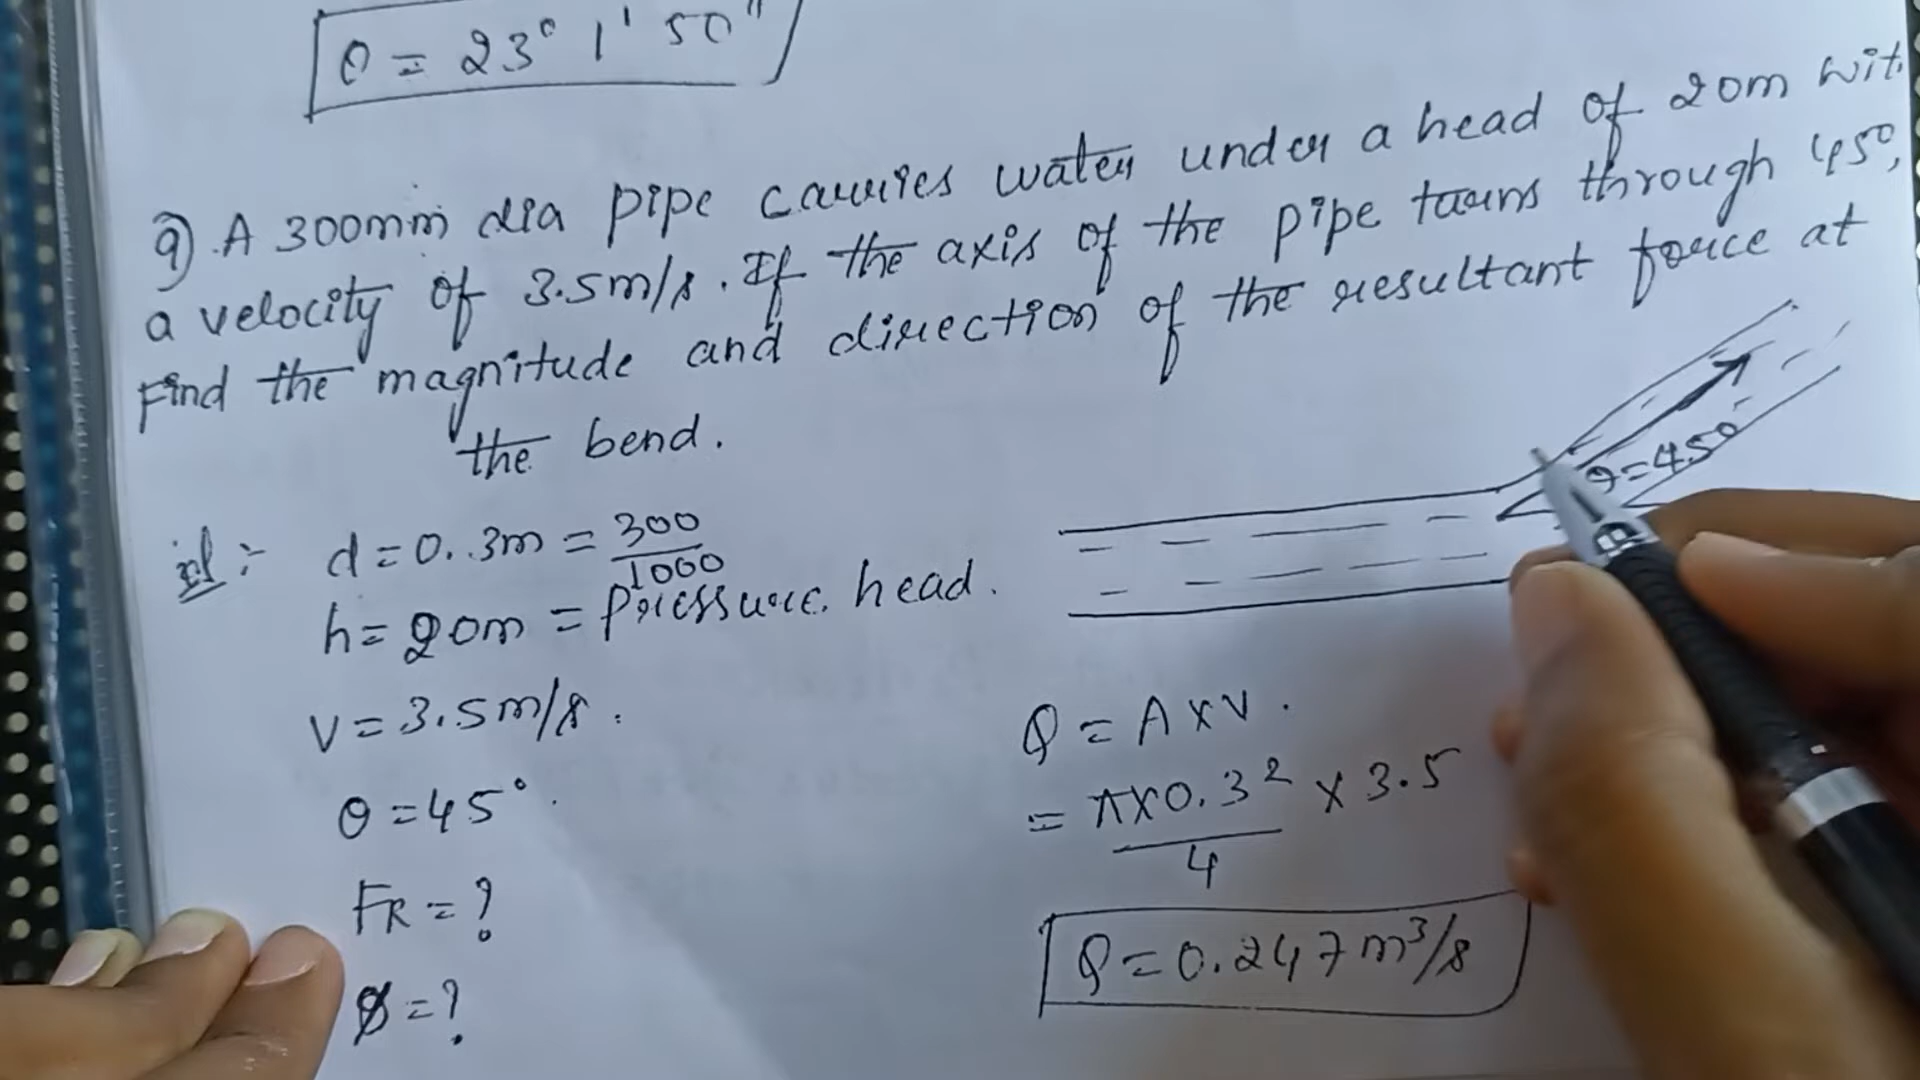 θ = 23° 1' 50"
9) A 300mm dia pipe carries water under a head of 20m wit
a velocity of 3.5m/s. If the axis of the pipe turns through 45°,
Find the magnitude and direction of the resultant force at
the bend.
θ=45°
d = 0.3m = 300/1000
h = 20m = Pressure head.
V = 3.5m/s.
θ = 45°.
FR = ?
ø = ?
Q = A x V.
= π x 0.3² / 4 x 3.5
Q = 0.247 m³/s